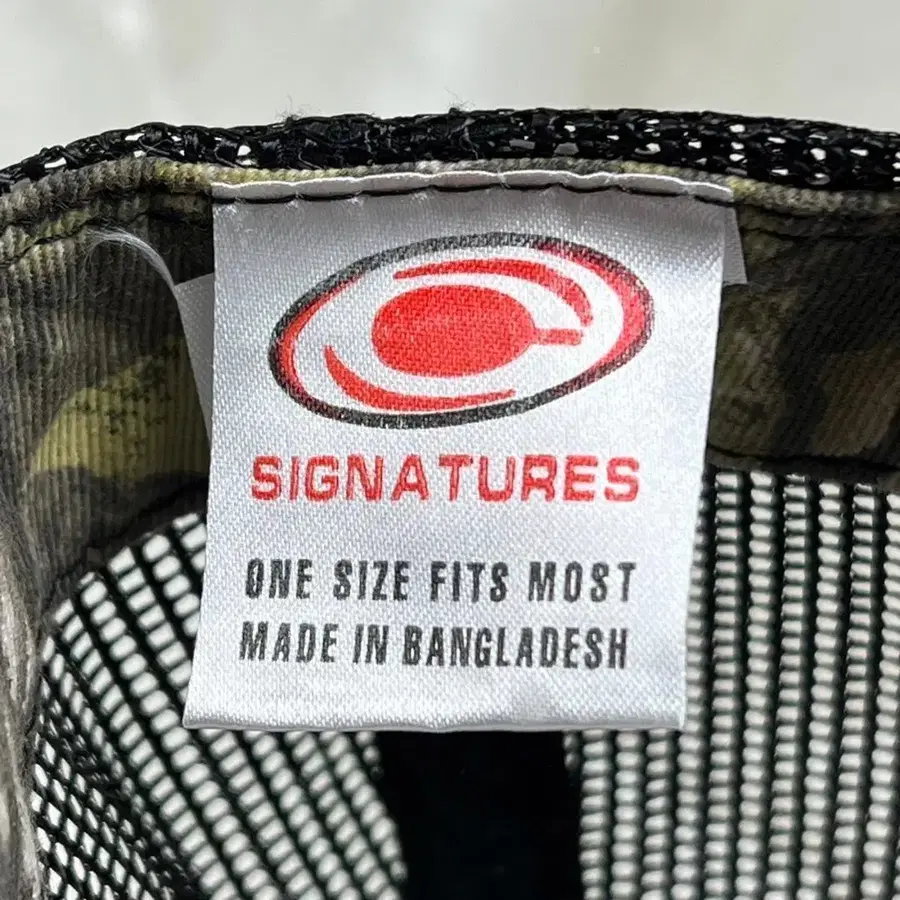 SIGNATURES
ONE SIZE FITS MOST
MADE IN BANGLADESH